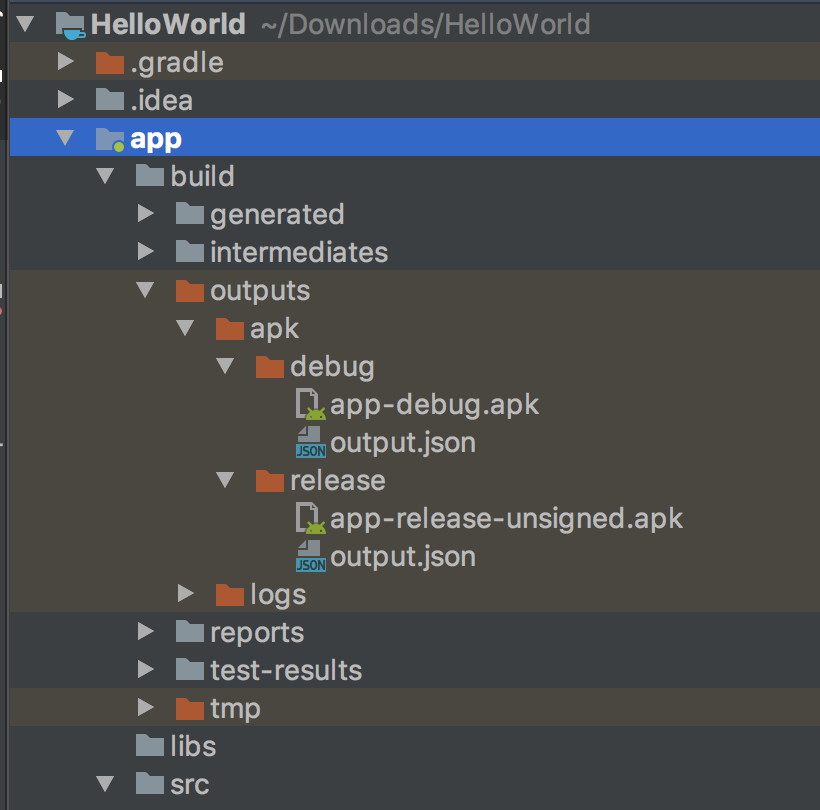 HelloWorld ~/Downloads/HelloWorld
.gradle
.idea
app
build
generated
intermediates
outputs
apk
debug
app-debug.apk
JSON output.json
release
app-release-unsigned.apk
JSON output.json
logs
reports
test-results
tmp
libs
src